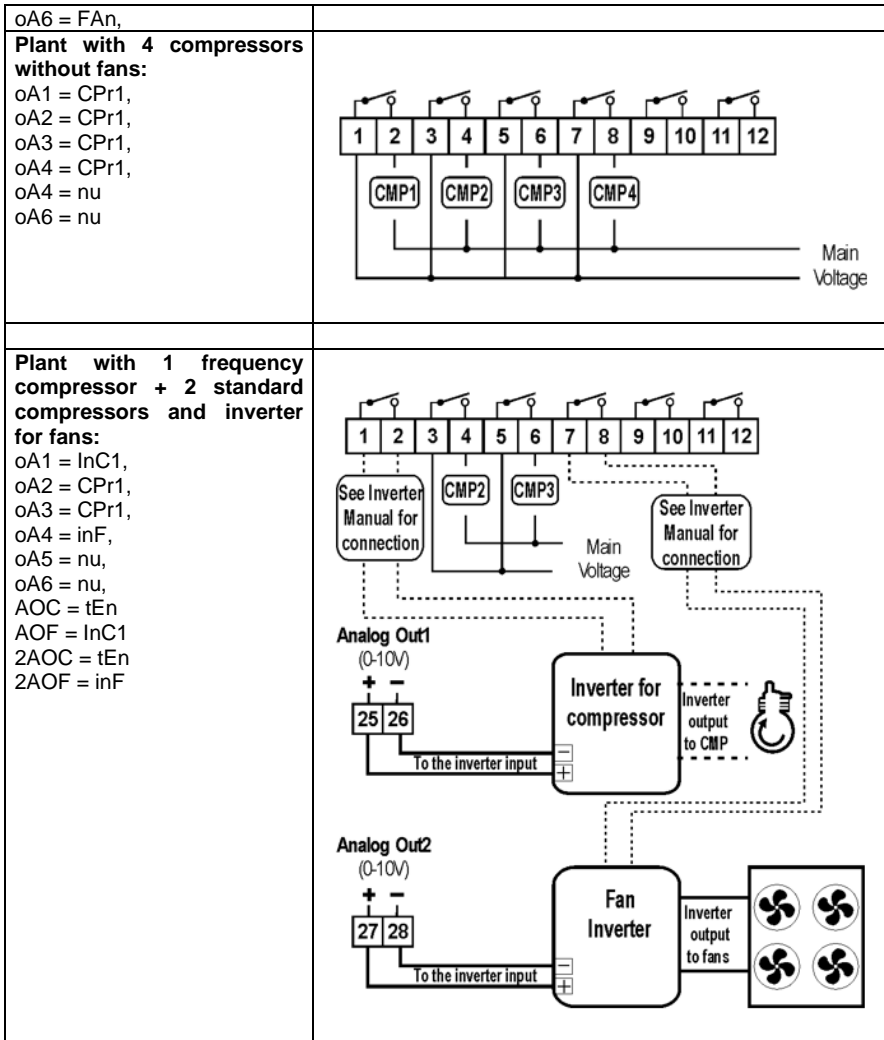 oA6 = FAn,
Plant with 4 compressors
without fans:
oA1 = CPr1,
oA2 = CPr1,
oA3 = CPr1,
oA4 = CPr1,
oA4 = nu
oA6 = nu
1 2 3 4 5 6 7 8 9 10 11 12
CMP1 CMP2 CMP3 CMP4
Main
Voltage
Plant with 1 frequency
compressor + 2 standard
compressors and inverter
for fans:
oA1 = InC1,
oA2 = CPr1,
oA3 = CPr1,
oA4 = inF,
oA5 = nu,
oA6 = nu,
AOC = tEn
AOF = InC1
2AOC = tEn
2AOF = inF
1 2 3 4 5 6 7 8 9 10 11 12
See Inverter
Manual for
connection
CMP2 CMP3
Main
Voltage
See Inverter
Manual for
connection
Analog Out1
(0-10V)
+ −
25 26
To the inverter input
− 
+
Inverter for
compressor
Inverter
output
to CMP
Analog Out2
(0-10V)
+ −
27 28
To the inverter input
−
+
Fan
Inverter
Inverter
output
to fans